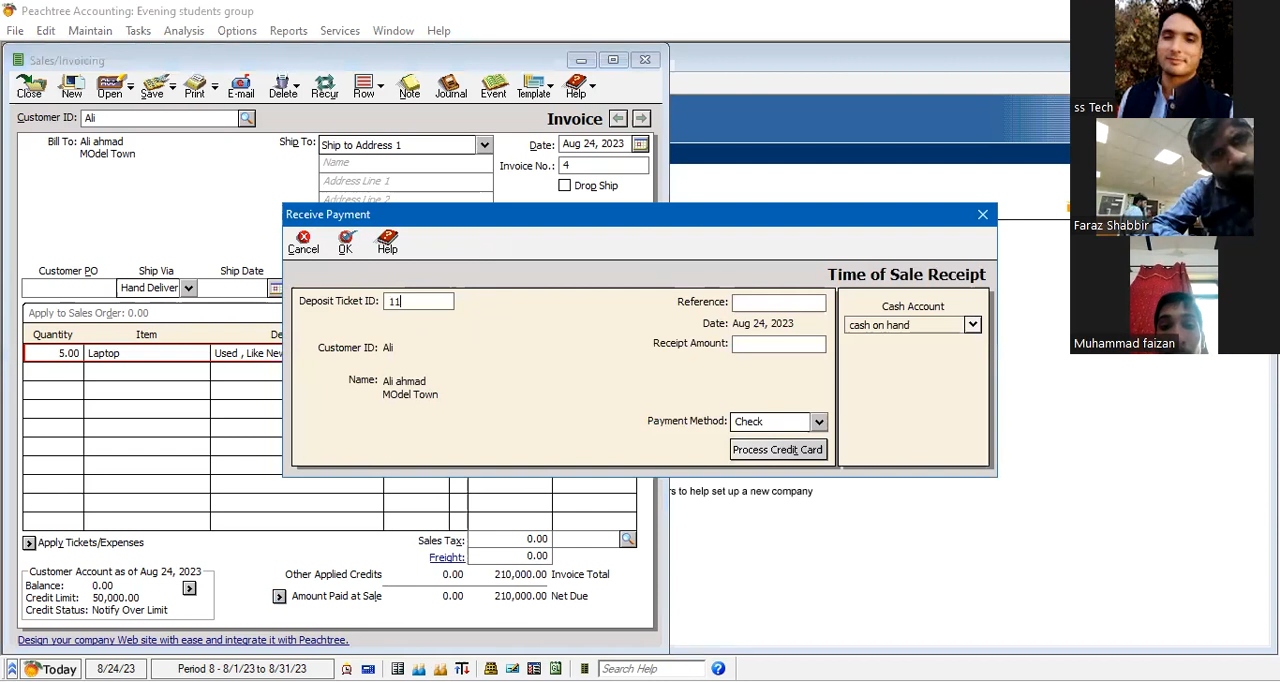 Peachtree Accounting: Evening students group
File Edit Maintain Tasks Analysis Options Reports Services Window Help
Sales/Invoicing
Close New Open Save Print E-mail Delete Recur Row Note Journal Event Template Help
Customer ID: Ali
Invoice
Bill To: Ali ahmad
MOdel Town
Ship To: Ship to Address 1
Name
Address Line 1
Address Line 2
Date: Aug 24, 2023
Invoice No.: 4
Drop Ship
Customer PO Ship Via Ship Date
Hand Deliver
Apply to Sales Order: 0.00
Quantity Item De
5.00 Laptop Used , Like New
Receive Payment
Cancel OK Help
Time of Sale Receipt
Deposit Ticket ID: 11
Customer ID: Ali
Name: Ali ahmad
MOdel Town
Reference:
Date: Aug 24, 2023
Receipt Amount:
Payment Method: Check
Process Credit Card
Cash Account
cash on hand
rs to help set up a new company
Apply Tickets/Expenses
Sales Tax: 0.00
Freight: 0.00
Customer Account as of Aug 24, 2023
Balance: 0.00
Credit Limit: 50,000.00
Credit Status: Notify Over Limit
Other Applied Credits 0.00 210,000.00 Invoice Total
Amount Paid at Sale 0.00 210,000.00 Net Due
Design your company Web site with ease and integrate it with Peachtree.
Today 8/24/23 Period 8 - 8/1/23 to 8/31/23 Search Help
ss Tech
Faraz Shabbir
Muhammad faizan